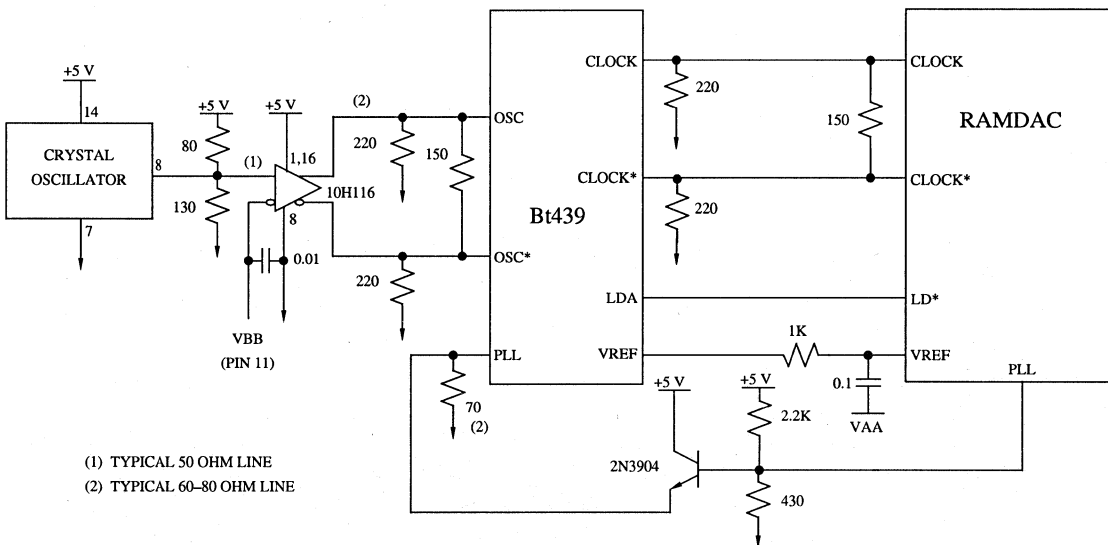 +5 V
14
CRYSTAL
OSCILLATOR
8
7
+5 V
80
130
(1)
+5 V
1,16
10H116
8
0.01
VBB
(PIN 11)
(2)
220
150
220
OSC
OSC*
PLL
Bt439
CLOCK
CLOCK*
LDA
VREF
220
150
220
CLOCK
RAMDAC
CLOCK*
LD*
VREF
PLL
1K
0.1
VAA
70
(2)
+5 V
2N3904
+5 V
2.2K
430
(1) TYPICAL 50 OHM LINE
(2) TYPICAL 60–80 OHM LINE